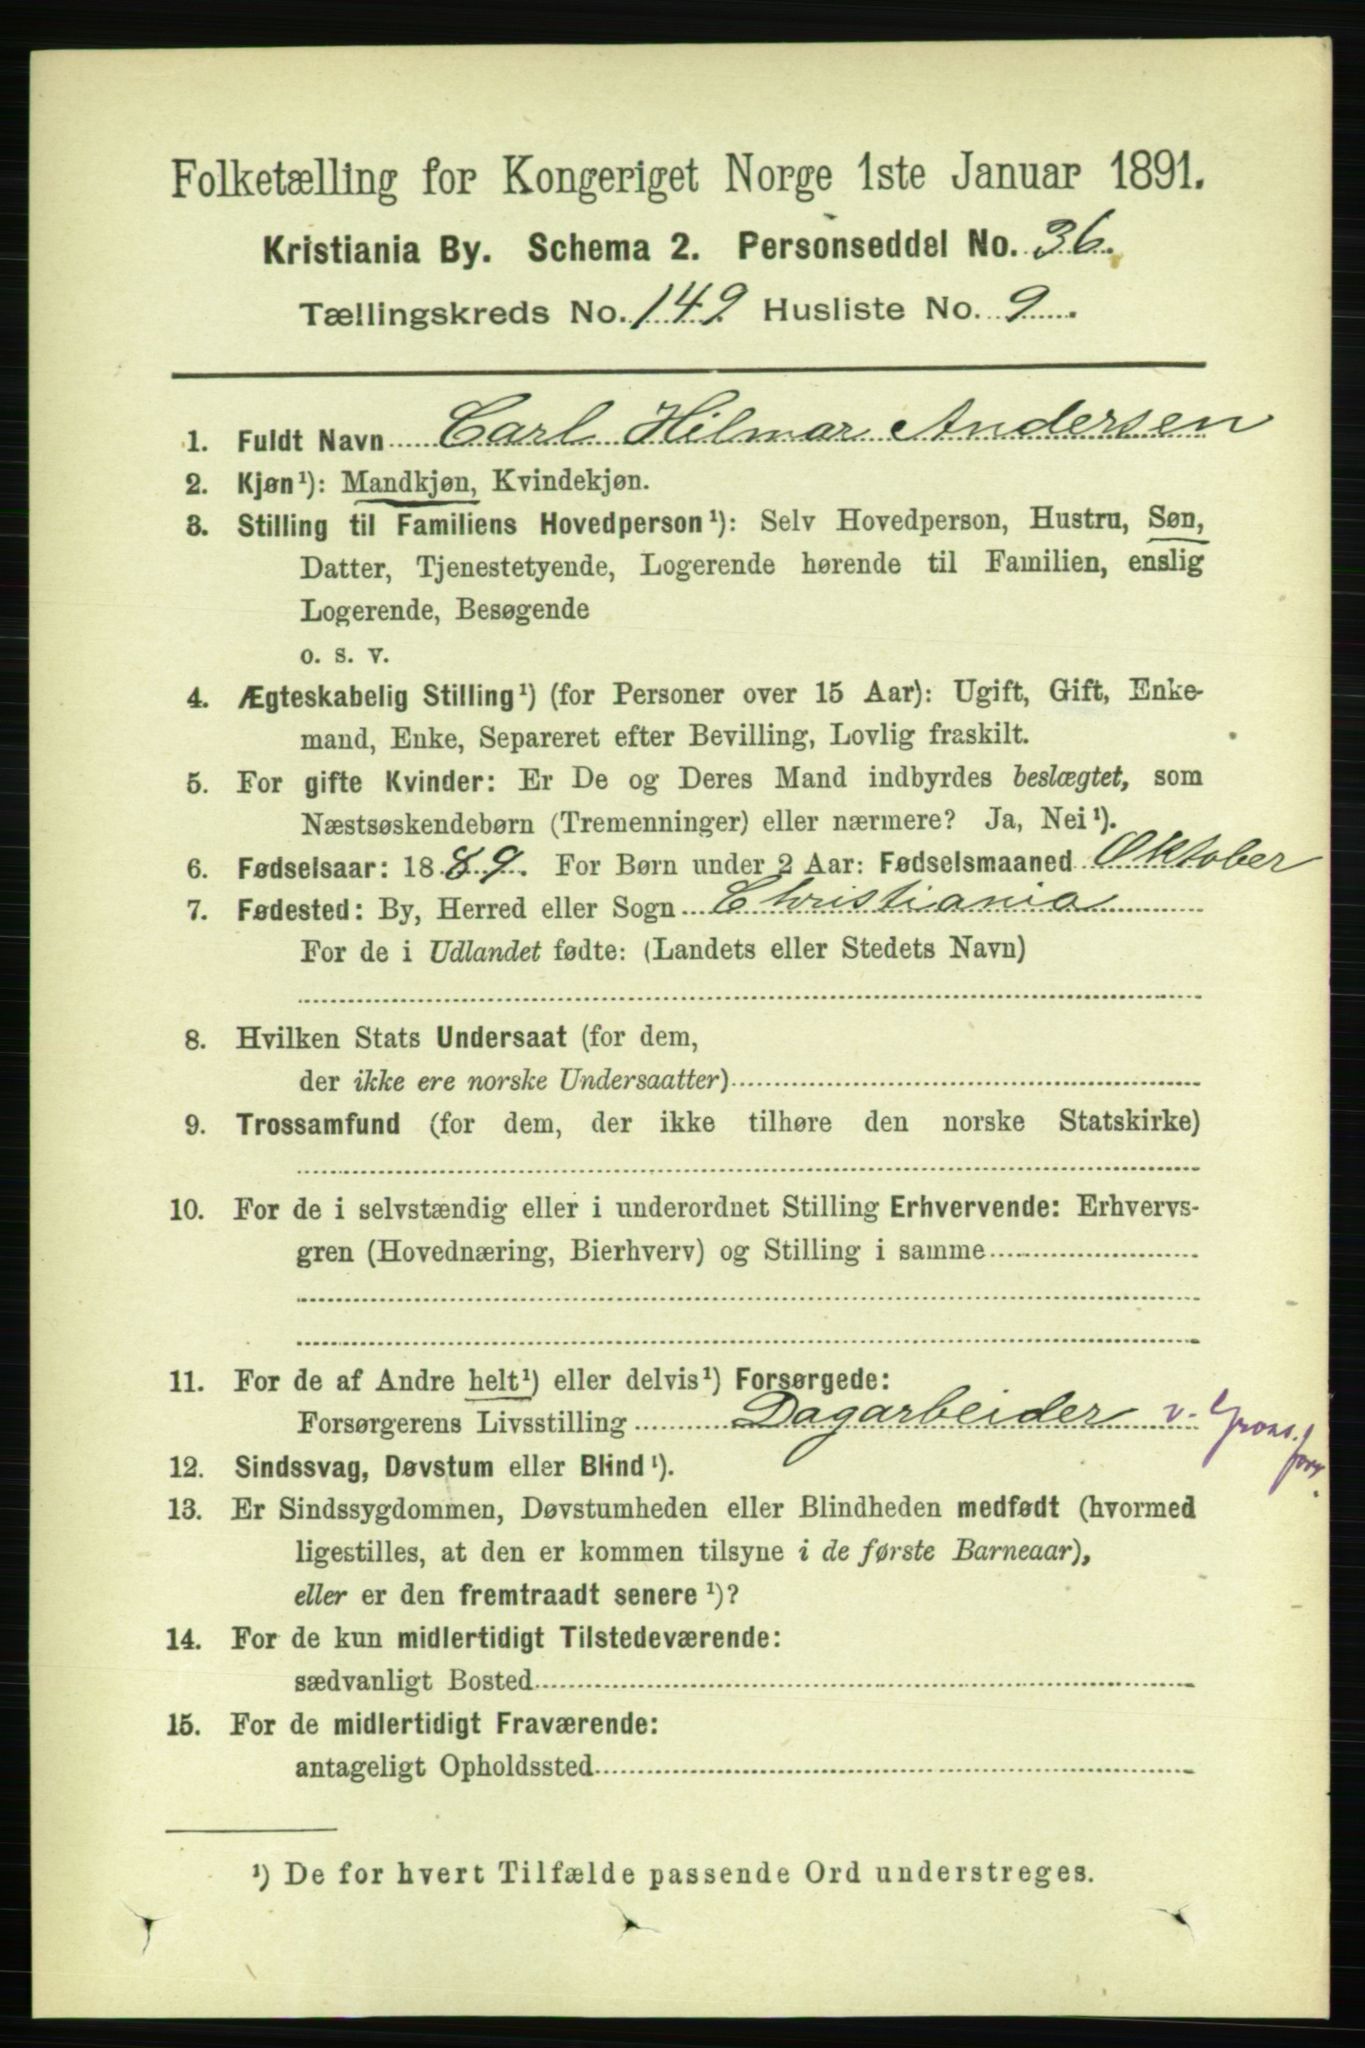 Folketælling for Kongeriget Norge 1ste Januar 1891.
Kristiania By. Schema 2. Personseddel No. 36.
Tællingskreds No. 149 Husliste No. 9.
1. Fuldt Navn Carl Hilmar Andersen
2. Kjøn¹): Mandkjøn, Kvindekjøn.
3. Stilling til Familiens Hovedperson¹): Selv Hovedperson, Hustru, Søn,
Datter, Tjenestetyende, Logerende hørende til Familien, enslig
Logerende, Besøgende
o. s. v.
4. Ægteskabelig Stilling¹) (for Personer over 15 Aar): Ugift, Gift, Enke-
mand, Enke, Separeret efter Bevilling, Lovlig fraskilt.
5. For gifte Kvinder: Er De og Deres Mand indbyrdes beslægtet, som
Næstsøskendebørn (Tremenninger) eller nærmere? Ja, Nei¹).
6. Fødselsaar: 1889. For Børn under 2 Aar: Fødselsmaaned Oktober
7. Fødested: By, Herred eller Sogn Christiania
For de i Udlandet fødte: (Landets eller Stedets Navn)
8. Hvilken Stats Undersaat (for dem,
der ikke ere norske Undersaatter)
9. Trossamfund (for dem, der ikke tilhøre den norske Statskirke)
10. For de i selvstændig eller i underordnet Stilling Erhvervende: Erhvervs-
gren (Hovednæring, Bierhverv) og Stilling i samme
11. For de af Andre helt¹) eller delvis¹) Forsørgede:
Forsørgerens Livsstilling Dagarbeider v.
12. Sindssvag, Døvstum eller Blind¹).
13. Er Sindssygdommen, Døvstumheden eller Blindheden medfødt (hvormed
ligestilles, at den er kommen tilsyne i de første Barneaar),
eller er den fremtraadt senere¹)?
14. For de kun midlertidigt Tilstedeværende:
sædvanligt Bosted
15. For de midlertidigt Fraværende:
antageligt Opholdssted
¹) De for hvert Tilfælde passende Ord understreges.